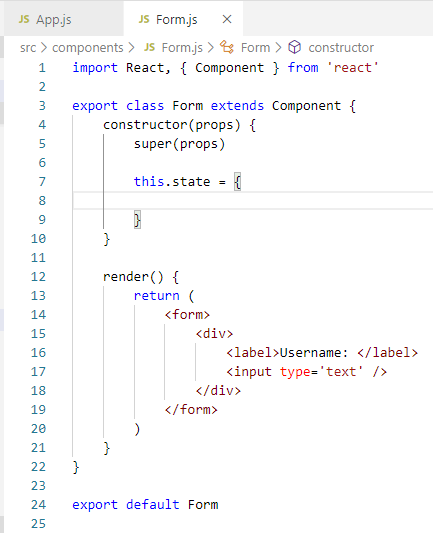 JS App.js JS Form.js ×
src > components > JS Form.js > Form > constructor
1 import React, { Component } from 'react'
2
3 export class Form extends Component {
4 constructor(props) {
5 super(props)
6
7 this.state = {
8
9 }
10 }
11
12 render() {
13 return (
14 <form>
15 <div>
16 <label>Username: </label>
17 <input type='text' />
18 </div>
19 </form>
20 )
21 }
22 }
23
24 export default Form
25